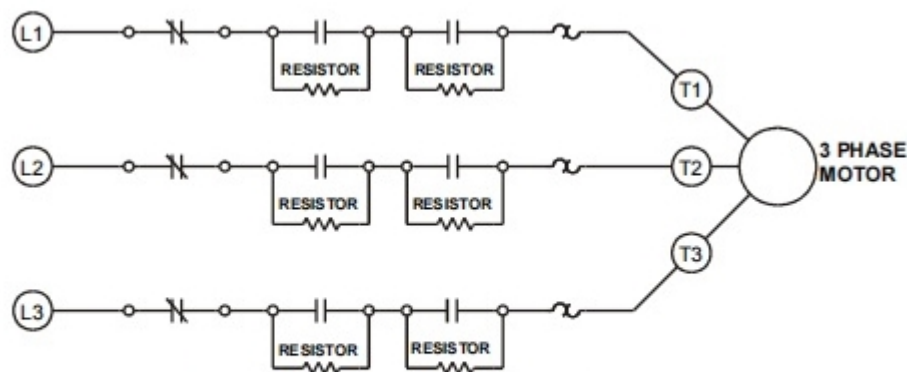 L1
RESISTOR RESISTOR
T1
L2
T2
3 PHASE
MOTOR
RESISTOR RESISTOR
T3
L3
RESISTOR RESISTOR